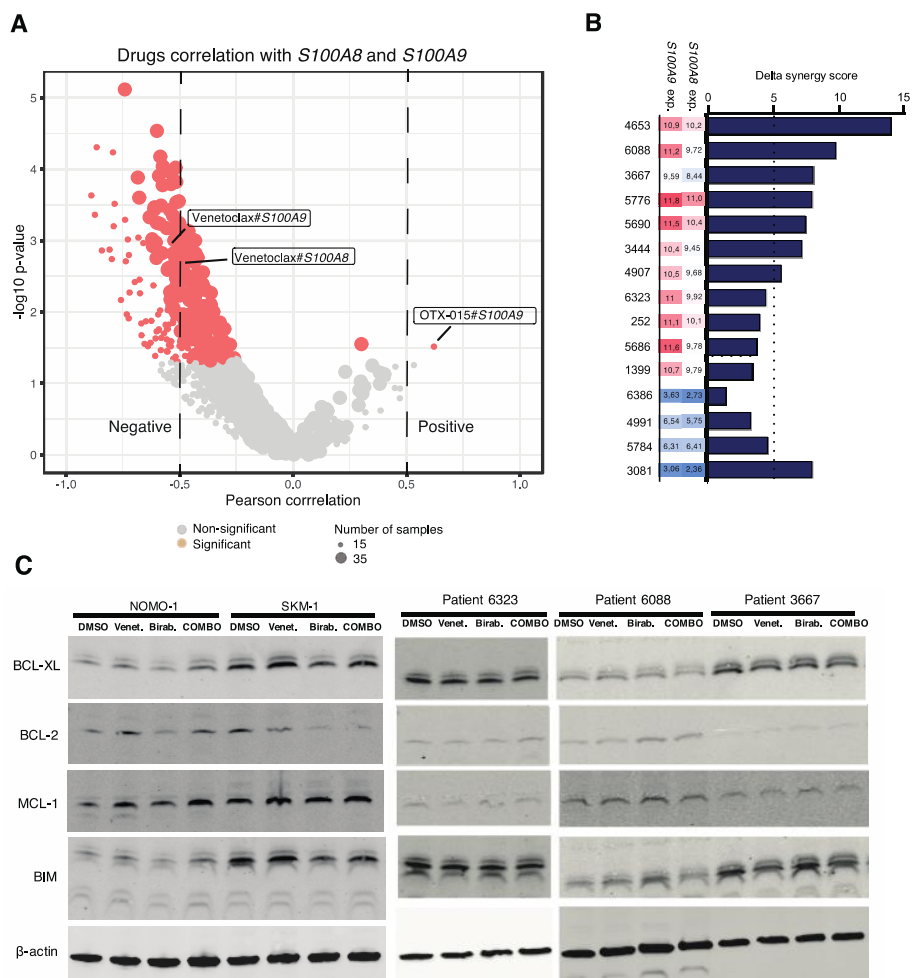 A
Drugs correlation with S100A8 and S100A9
-log10 p-value
5
4
3
2
1
0
Venetoclax#S100A9
Venetoclax#S100A8
OTX-015#S100A9
Negative
Positive
-1.0 -0.5 0.0 0.5 1.0
Pearson corrrelation
Non-significant
Significant
Number of samples
15
35
B
S100A9 exp.
S100A8 exp.
Delta synergy score
0 5 10 15
4653 10,9 10,2
6088 11,2 9,72
3667 9,59 8,44
5776 11,8 11,0
5690 11,5 10,4
3444 10,4 9,45
4907 10,5 9,68
6323 11 9,92
252 11,1 10,1
5686 11,6 9,78
1399 10,7 9,79
6386 3,63 2,73
4991 6,54 5,75
5784 6,31 6,41
3081 3,06 2,36
C
NOMO-1 SKM-1 Patient 6323 Patient 6088 Patient 3667
DMSO Venet. Birab. COMBO DMSO Venet. Birab. COMBO DMSO Venet. Birab. COMBO DMSO Venet. Birab. COMBO DMSO Venet. Birab. COMBO
BCL-XL
BCL-2
MCL-1
BIM
β-actin